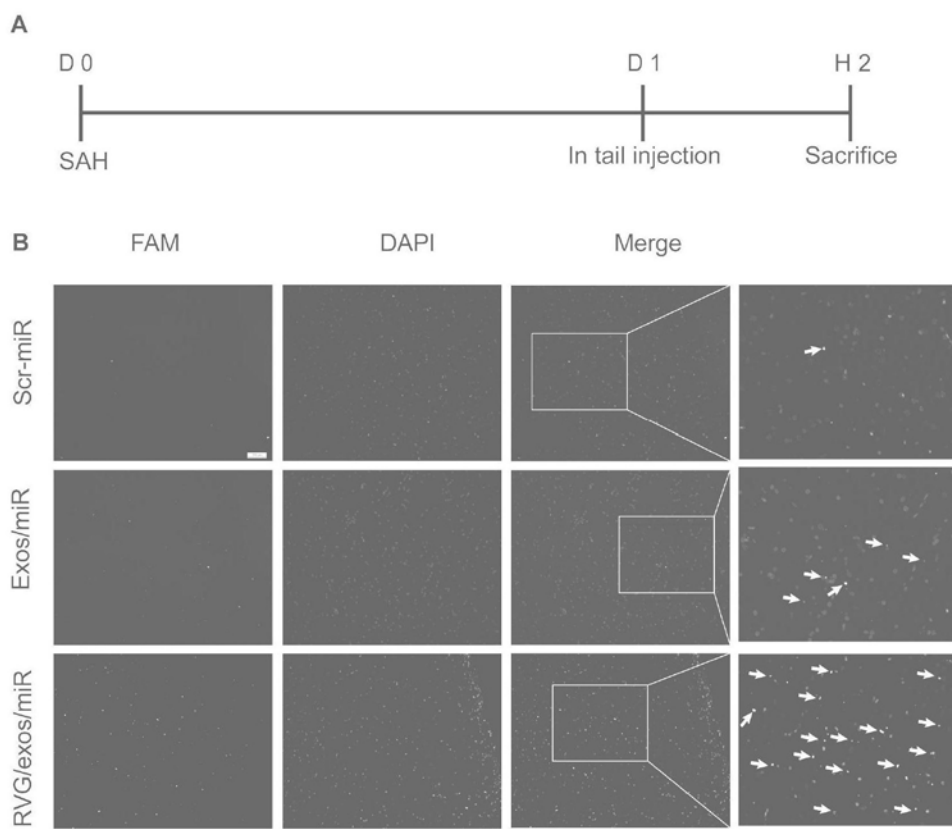 A
D 0
D 1
H 2
SAH
In tail injection
Sacrifice
B
FAM
DAPI
Merge
Scr-miR
Exos/miR
RVG/exos/miR